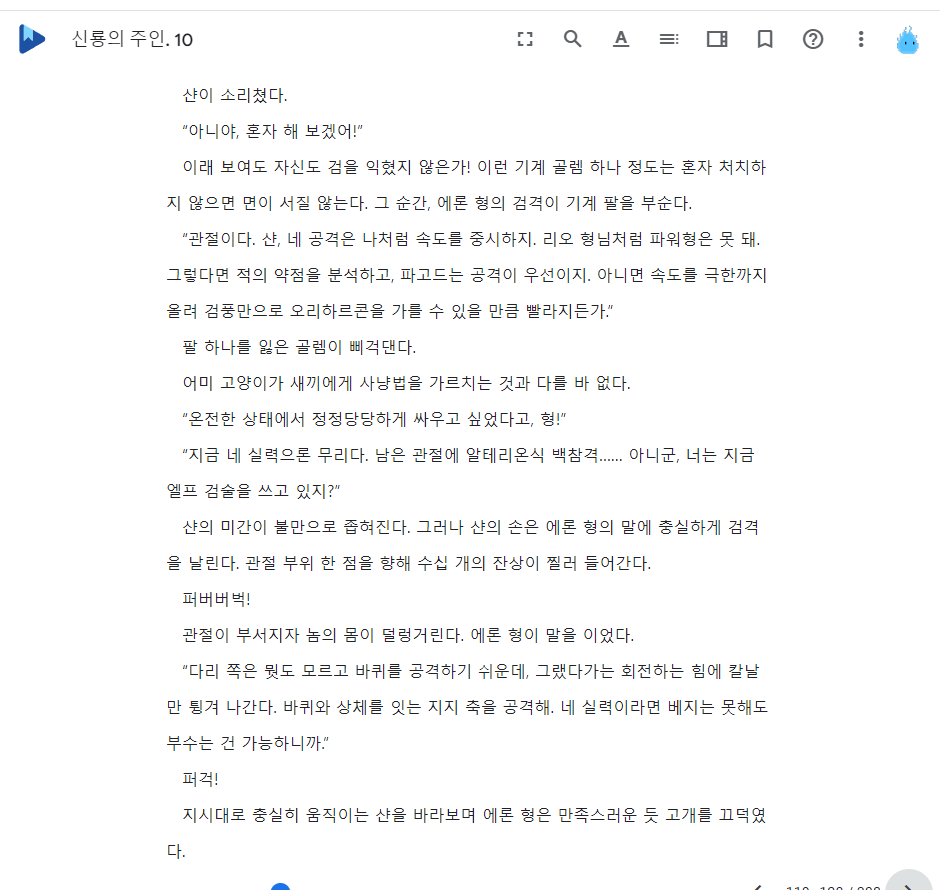 신룡의 주인. 10
샨이 소리쳤다.
“아니야, 혼자 해 보겠어!”
이래 보여도 자신도 검을 익혔지 않은가! 이런 기계 골렘 하나 정도는 혼자 처치하
지 않으면 면이 서질 않는다. 그 순간, 에론 형의 검격이 기계 팔을 부순다.
“관절이다. 샨, 네 공격은 나처럼 속도를 중시하지. 리오 형님처럼 파워형은 못 돼.
그렇다면 적의 약점을 분석하고, 파고드는 공격이 우선이지. 아니면 속도를 극한까지
올려 검풍만으로 오리하르콘을 가를 수 있을 만큼 빨라지든가.”
팔 하나를 잃은 골렘이 삐걱댄다.
어미 고양이가 새끼에게 사냥법을 가르치는 것과 다를 바 없다.
“온전한 상태에서 정정당당하게 싸우고 싶었다고, 형!”
“지금 네 실력으론 무리다. 남은 관절에 알테리온식 백참격…… 아니군, 너는 지금
엘프 검술을 쓰고 있지?”
샨의 미간이 불만으로 좁혀진다. 그러나 샨의 손은 에론 형의 말에 충실하게 검격
을 날린다. 관절 부위 한 점을 향해 수십 개의 잔상이 찔러 들어간다.
퍼버버벅!
관절이 부서지자 놈의 몸이 덜렁거린다. 에론 형이 말을 이었다.
“다리 쪽은 뭣도 모르고 바퀴를 공격하기 쉬운데, 그랬다가는 회전하는 힘에 칼날
만 튕겨 나간다. 바퀴와 상체를 잇는 지지 축을 공격해. 네 실력이라면 베지는 못해도
부수는 건 가능하니까.”
퍼걱!
지시대로 충실히 움직이는 샨을 바라보며 에론 형은 만족스러운 듯 고개를 끄덕였
다.